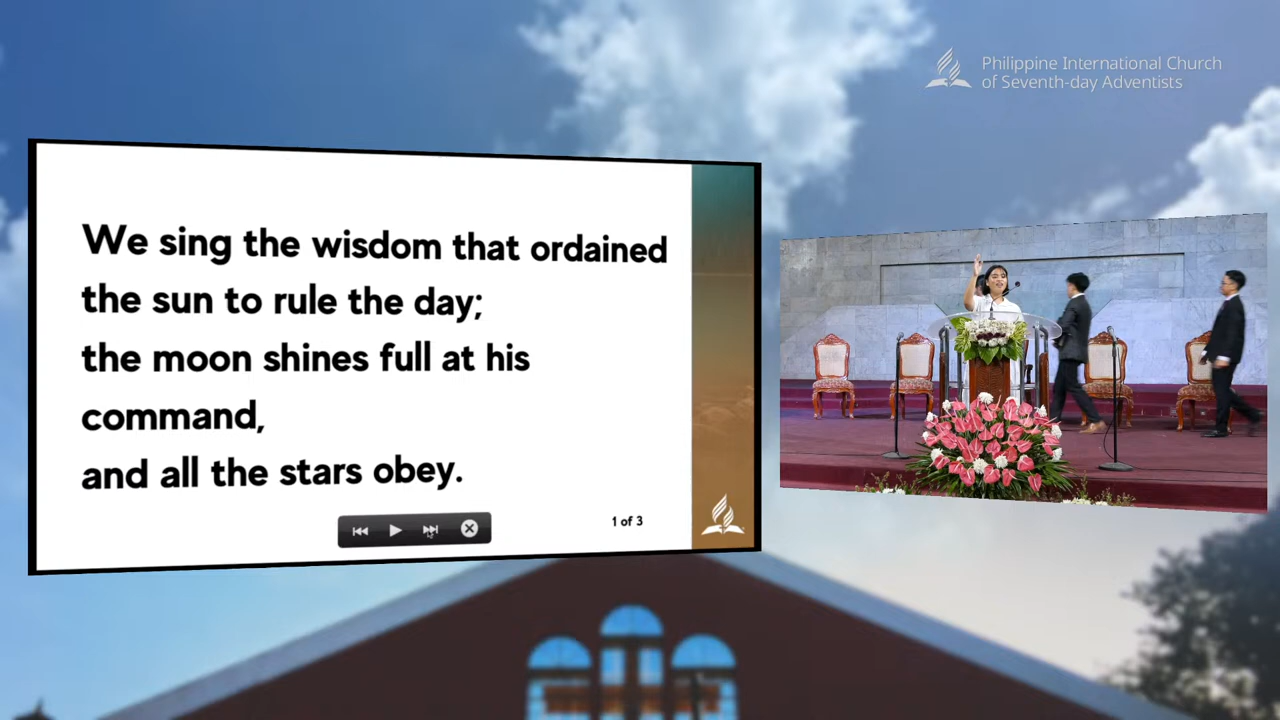 Philippine International Church
of Seventh-day Adventists
We sing the wisdom that ordained
the sun to rule the day;
the moon shines full at his
command,
and all the stars obey.
1 of 3